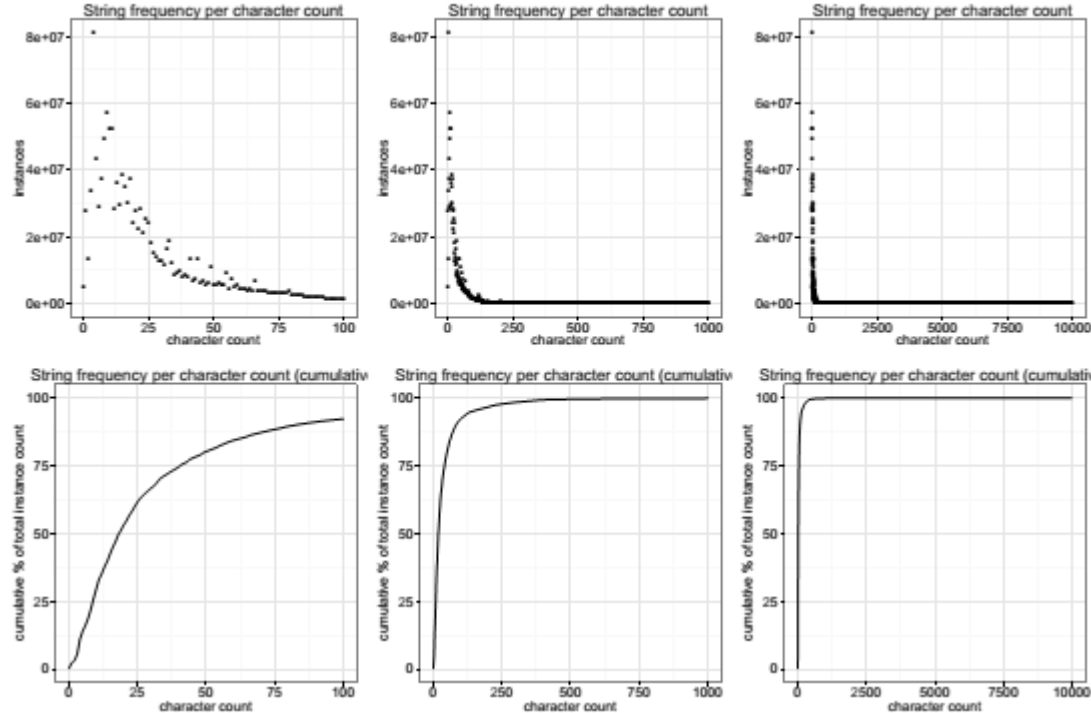 String frequency per character count
String frequency per character count
String frequency per character count
instances
8e+07
6e+07
4e+07
2e+07
0e+00
0
25
50
75
100
character count
instances
8e+07
6e+07
4e+07
2e+07
0e+00
0
250
500
750
1000
character count
instances
8e+07
6e+07
4e+07
2e+07
0e+00
0
2500
5000
7500
10000
character count
String frequency per character count (cumulative
String frequency per character count (cumulative
String frequency per character count (cumulativ
cumulative % of total instance count
100
75
50
25
0
0
25
50
75
100
character count
cumulative % of total instance count
100
75
50
25
0
0
250
500
750
1000
character count
cumulative % of total instance count
100
75
50
25
0
0
2500
5000
7500
10000
character count